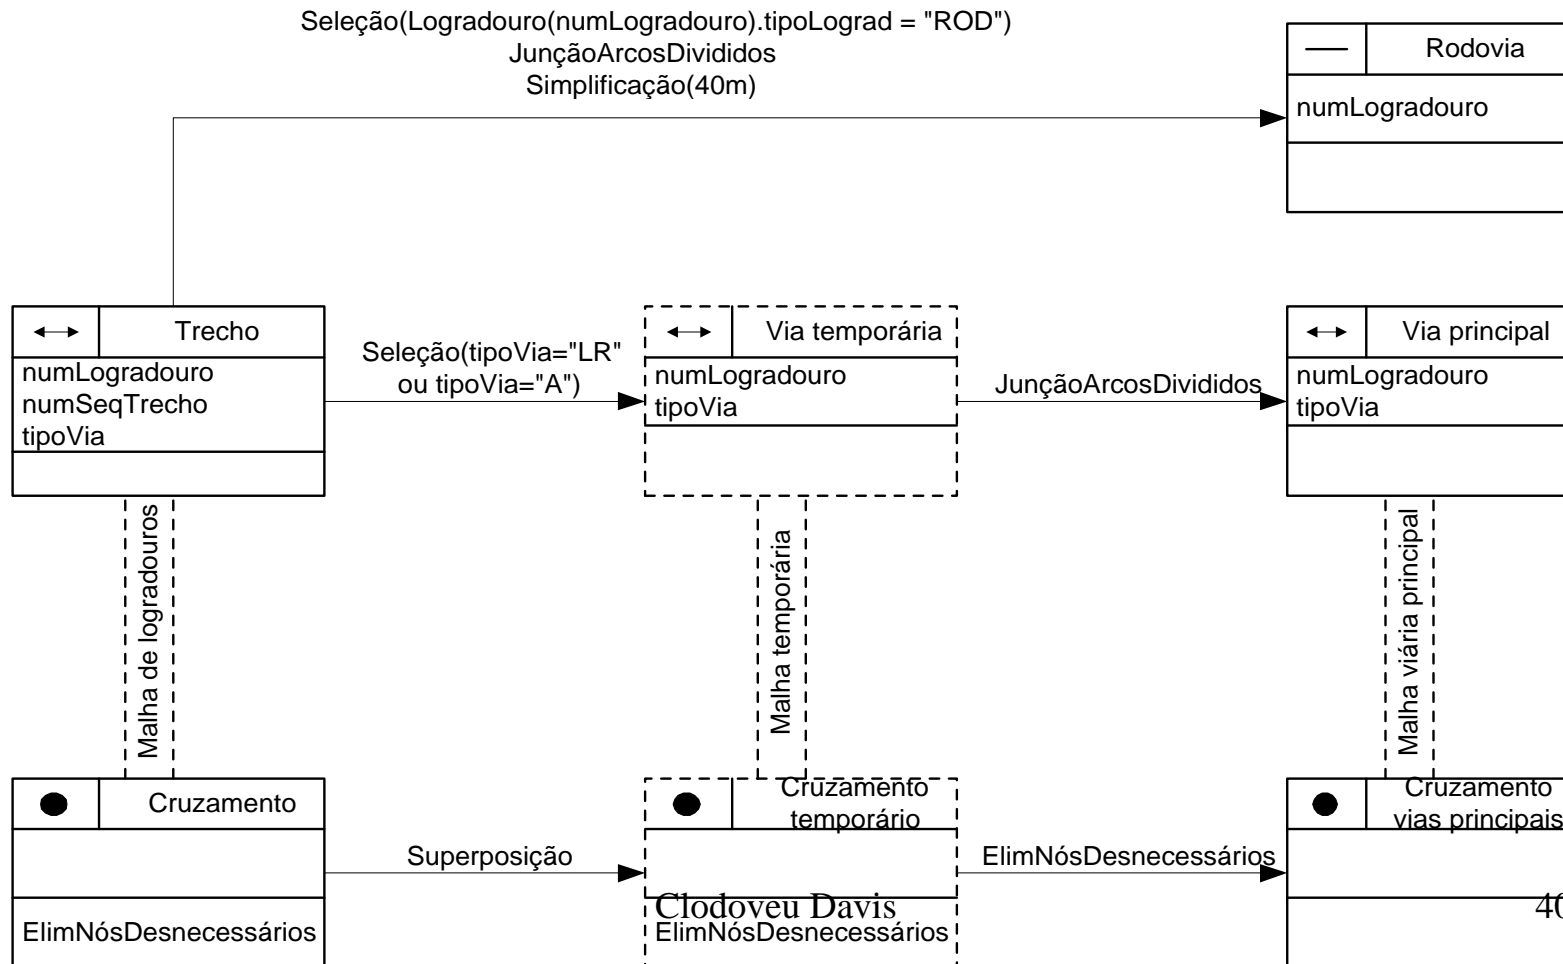 Seleção(Logradouro(numLogradouro).tipoLograd = "ROD")
JunçãoArcosDivididos
Simplificação(40m)
Rodovia
numLogradouro
Trecho
numLogradouro
numSeqTrecho
tipoVia
Seleção(tipoVia="LR"
ou tipoVia="A")
Via temporária
numLogradouro
tipoVia
JunçãoArcosDivididos
Via principal
numLogradouro
tipoVia
Malha de logradouros
Malha temporária
Malha viária principal
Cruzamento
ElimNósDesnecessários
Superposição
Cruzamento
temporário
ElimNósDesnecessários
ElimNósDesnecessários
Cruzamento
vias principais
Clodoveu Davis
40